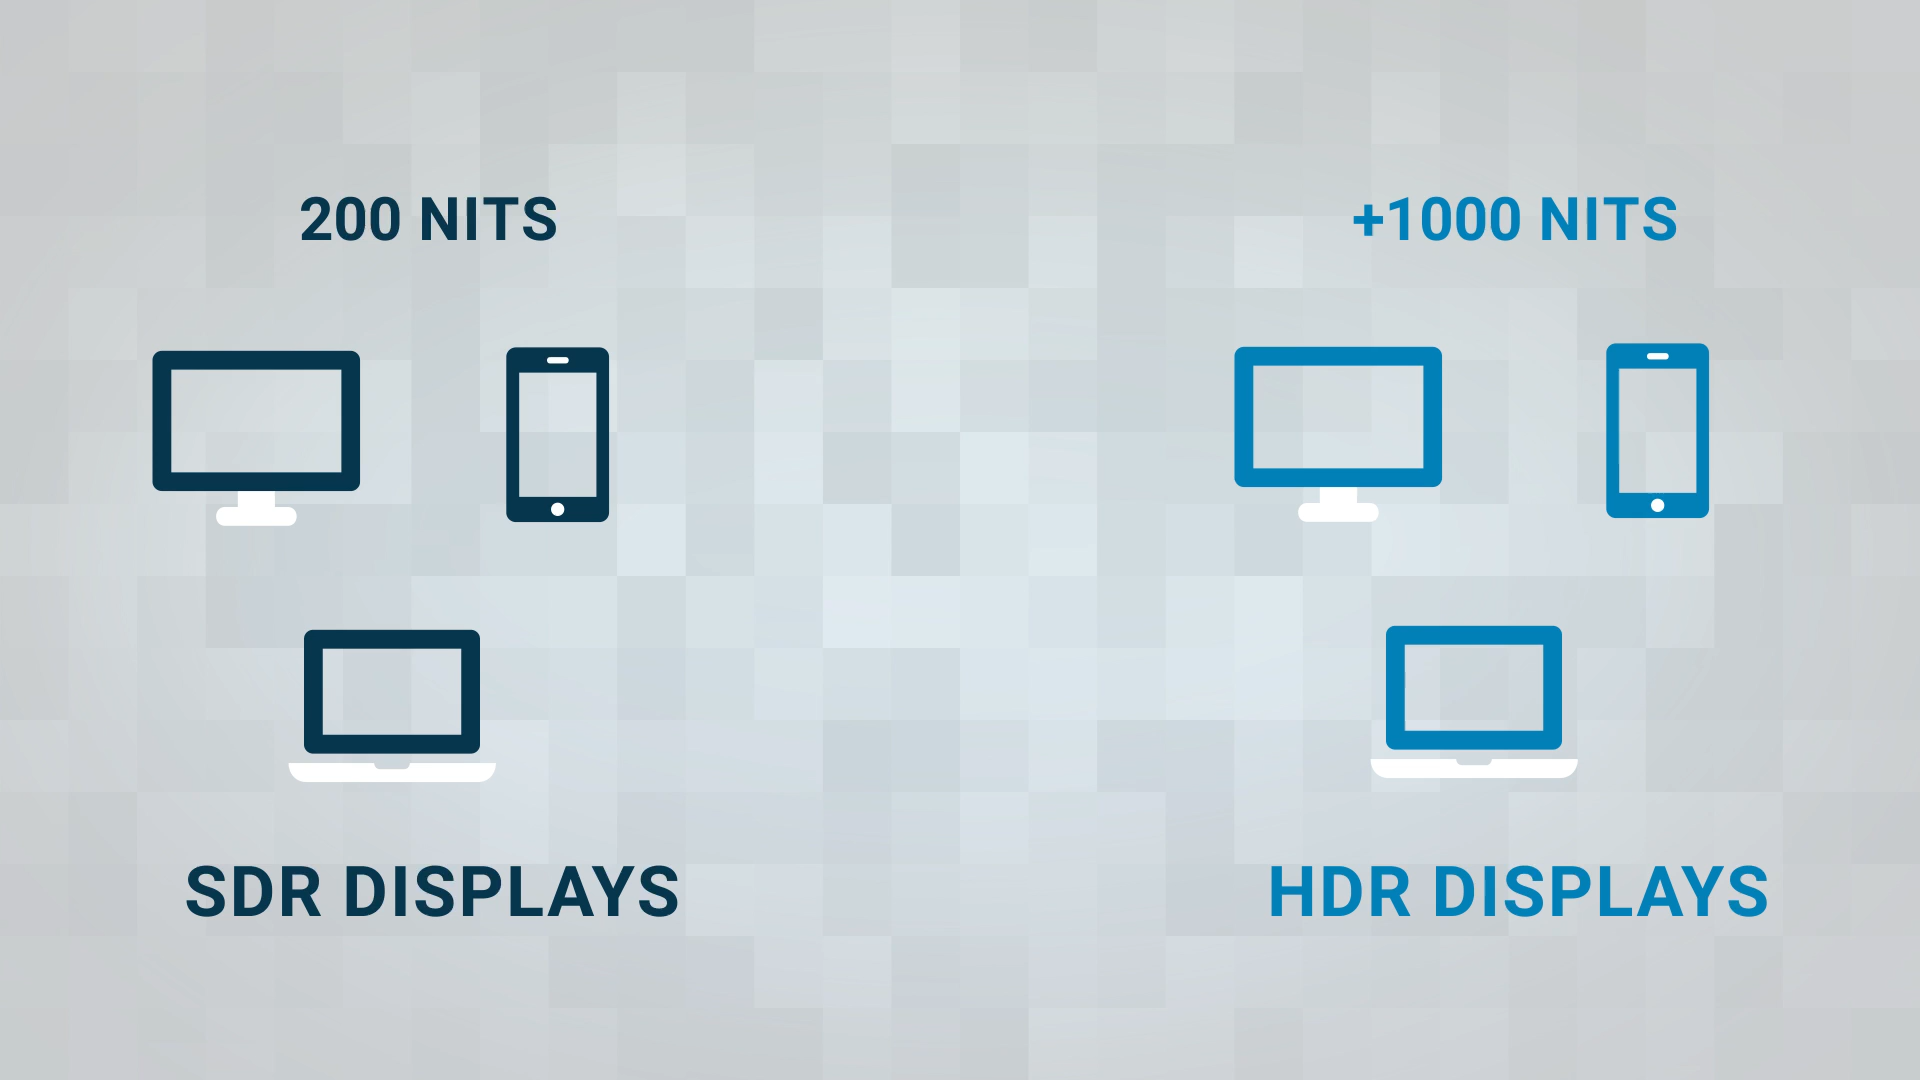 200 NITS
+1000 NITS
SDR DISPLAYS
HDR DISPLAYS